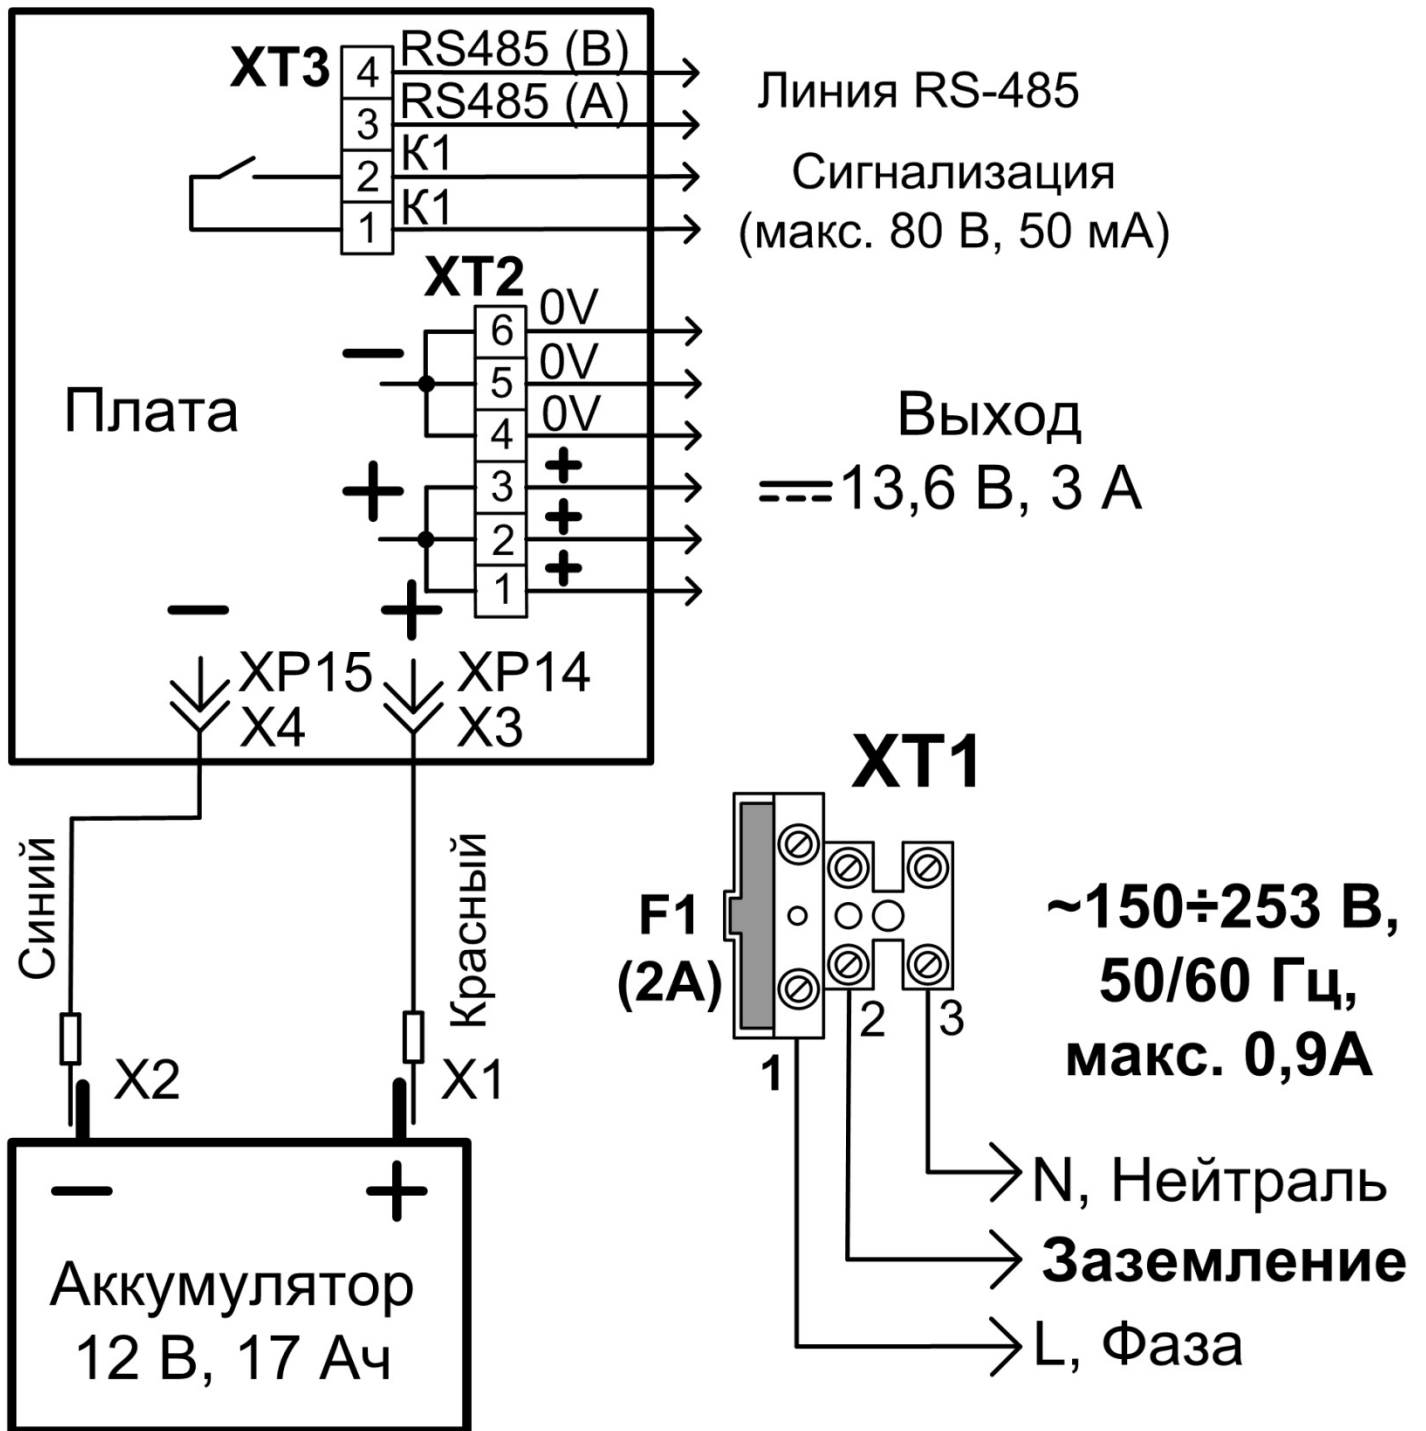 XT3
4
RS485 (B)
3
RS485 (A)
2
К1
1
К1
Линия RS-485
Сигнализация
(макс. 80 В, 50 мА)
XT2
6
0V
5
0V
4
0V
3
+
2
+
1
+
−
+
Плата
Выход
⎓13,6 В, 3 А
−
+
XP15
X4
XP14
X3
Синий
Красный
X2
X1
−
+
Аккумулятор
12 В, 17 Ач
XT1
F1
(2А)
1
2
3
~150÷253 В,
50/60 Гц,
макс. 0,9А
N, Нейтраль
Заземление
L, Фаза